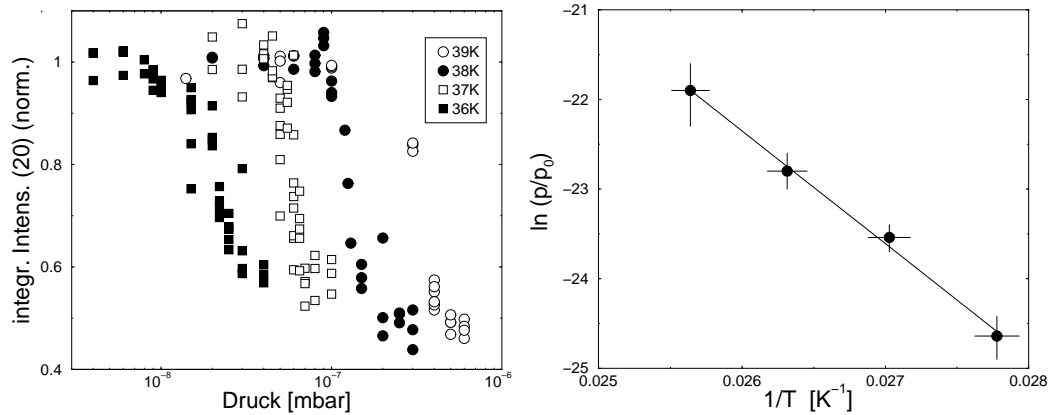 integr. Intens. (20) (norm.)
1
0.8
0.6
0.4
39K
38K
37K
36K
10⁻⁸
10⁻⁷
10⁻⁶
Druck [mbar]
ln (p/p₀)
−21
−22
−23
−24
−25
0.025
0.026
0.027
0.028
1/T [K⁻¹]